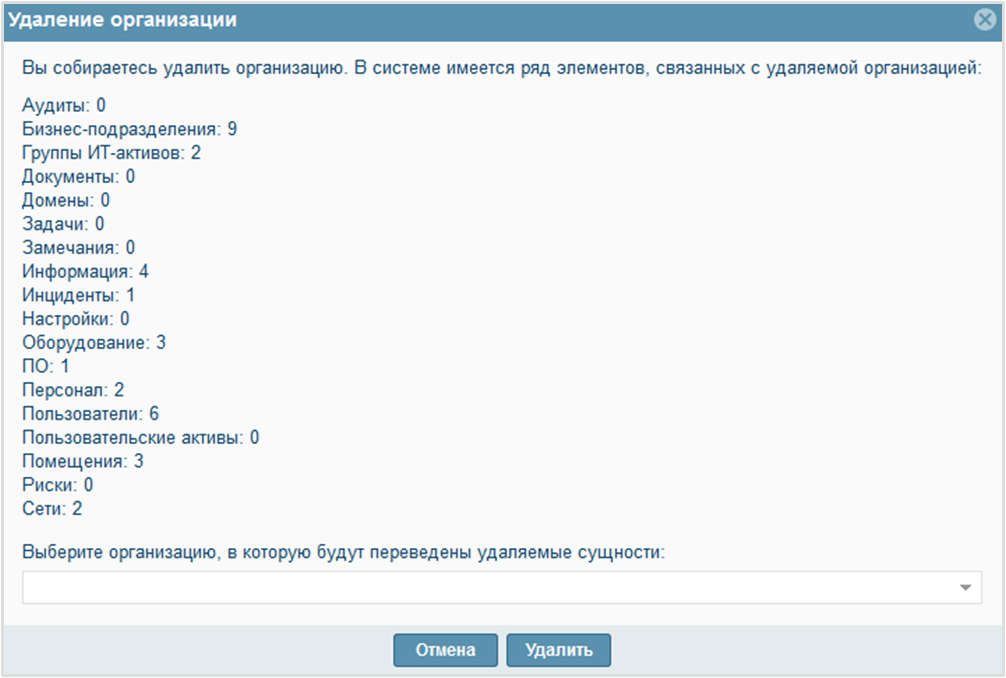 Удаление организации
Вы собираетесь удалить организацию. В системе имеется ряд элементов, связанных с удаляемой организацией:
Аудиты: 0
Бизнес-подразделения: 9
Группы ИТ-активов: 2
Документы: 0
Домены: 0
Задачи: 0
Замечания: 0
Информация: 4
Инциденты: 1
Настройки: 0
Оборудование: 3
ПО: 1
Персонал: 2
Пользователи: 6
Пользовательские активы: 0
Помещения: 3
Риски: 0
Сети: 2
Выберите организацию, в которую будут переведены удаляемые сущности:
Отмена Удалить